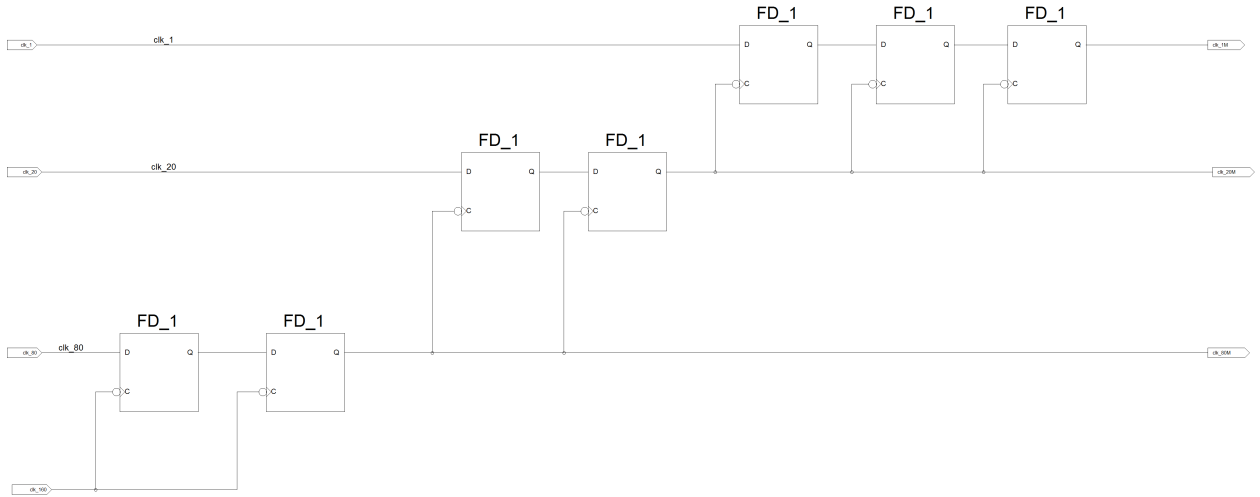 FD_1 FD_1 FD_1
clk_1 clk_1 D Q D Q D Q clk_1M
C C C
FD_1 FD_1
clk_20 clk_20 D Q D Q clk_20M
C C
FD_1 FD_1
clk_80 clk_80 D Q D Q clk_80M
C C
clk_160